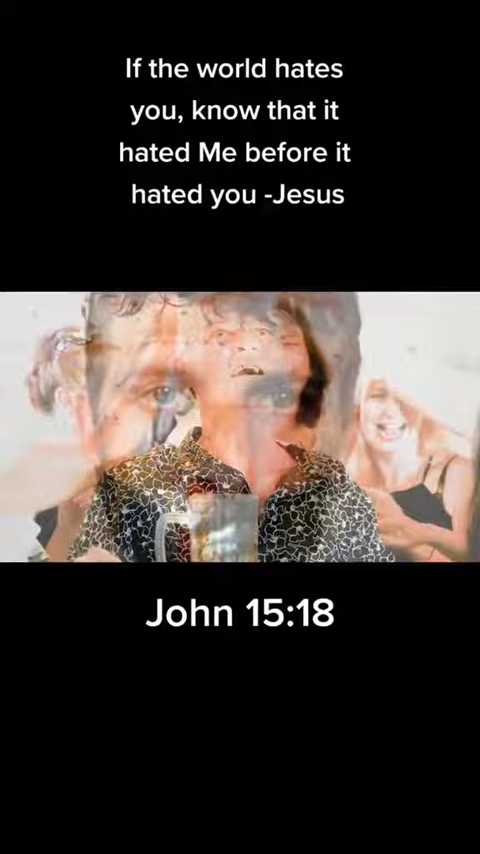 If the world hates
you, know that it
hated Me before it
hated you -Jesus
John 15:18